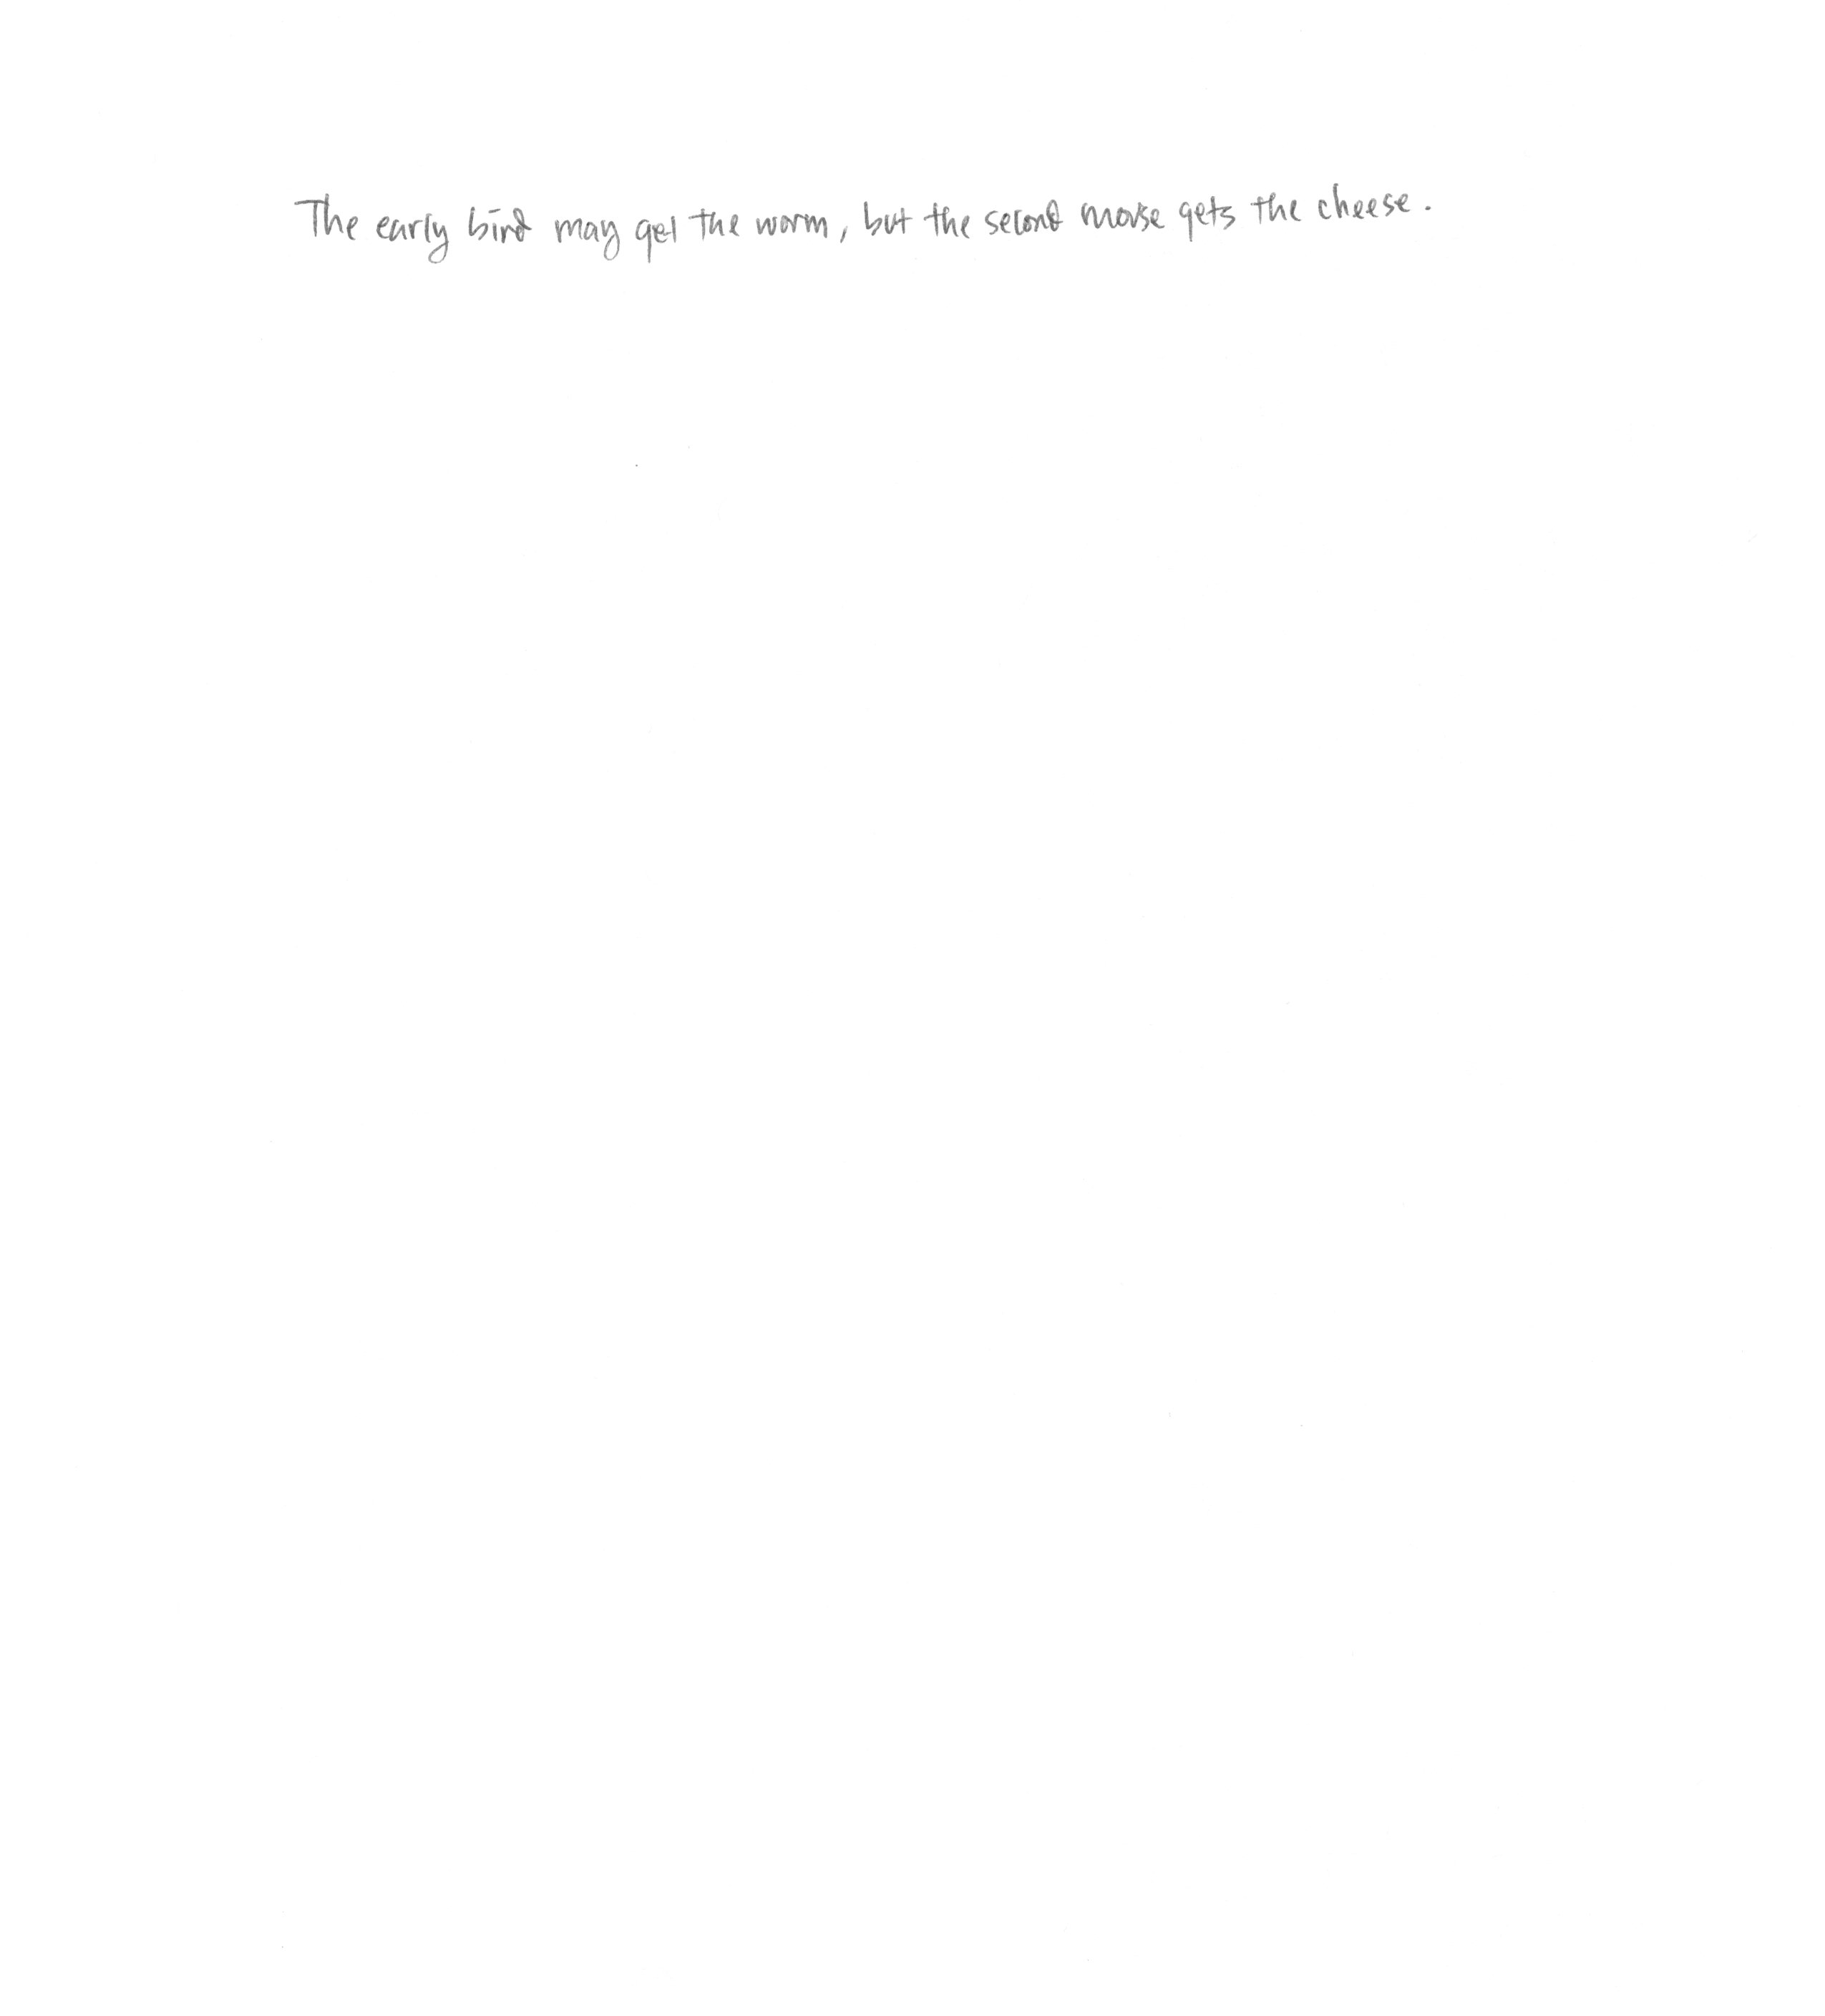 The early bird may get the worm, but the second mouse gets the cheese.